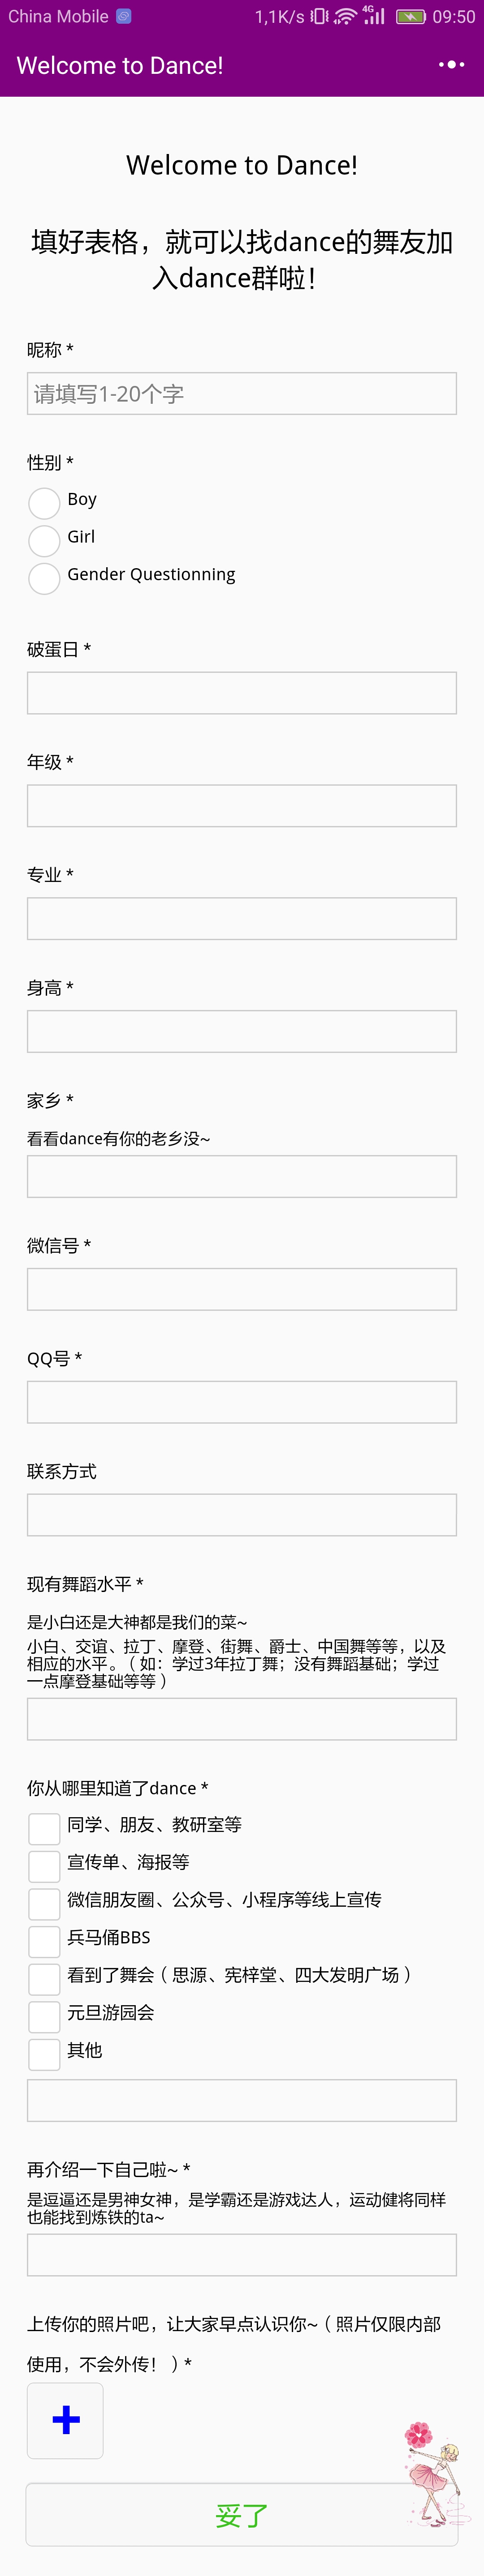 China Mobile 1,1K/s 4G 09:50
Welcome to Dance!
Welcome to Dance!
填好表格，就可以找dance的舞友加
入dance群啦！
昵称 *
请填写1-20个字
性别 *
Boy
Girl
Gender Questionning
破蛋日 *
年级 *
专业 *
身高 *
家乡 *
看看dance有你的老乡没~
微信号 *
QQ号 *
联系方式
现有舞蹈水平 *
是小白还是大神都是我们的菜~
小白、交谊、拉丁、摩登、街舞、爵士、中国舞等等，以及
相应的水平。（如：学过3年拉丁舞；没有舞蹈基础；学过
一点摩登基础等等）
你从哪里知道了dance *
同学、朋友、教研室等
宣传单、海报等
微信朋友圈、公众号、小程序等线上宣传
兵马俑BBS
看到了舞会（思源、宪梓堂、四大发明广场）
元旦游园会
其他
再介绍一下自己啦~ *
是逗逼还是男神女神，是学霸还是游戏达人，运动健将同样
也能找到炼铁的ta~
上传你的照片吧，让大家早点认识你~（照片仅限内部
使用，不会外传！）*
妥了